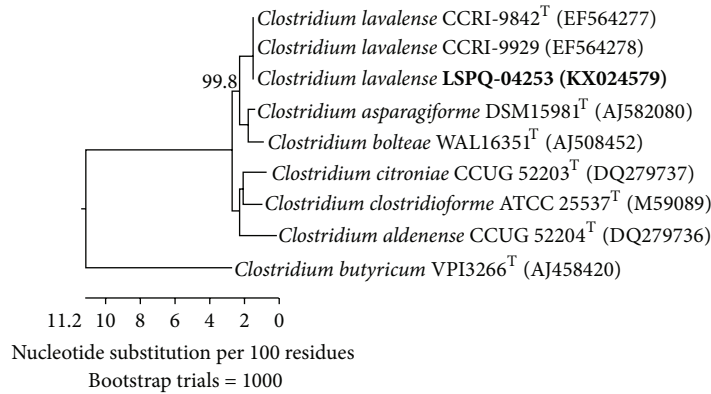 Clostridium lavalense CCRI-9842T (EF564277)
Clostridium lavalense CCRI-9929 (EF564278)
Clostridium lavalense LSPQ-04253 (KX024579)
99.8
Clostridium asparagiforme DSM15981T (AJ582080)
Clostridium bolteae WAL16351T (AJ508452)
Clostridium citroniae CCUG 52203T (DQ279737)
Clostridium clostridioforme ATCC 25537T (M59089)
Clostridium aldenense CCUG 52204T (DQ279736)
Clostridium butyricum VPI3266T (AJ458420)
11.2 10 8 6 4 2 0
Nucleotide substitution per 100 residues
Bootstrap trials = 1000